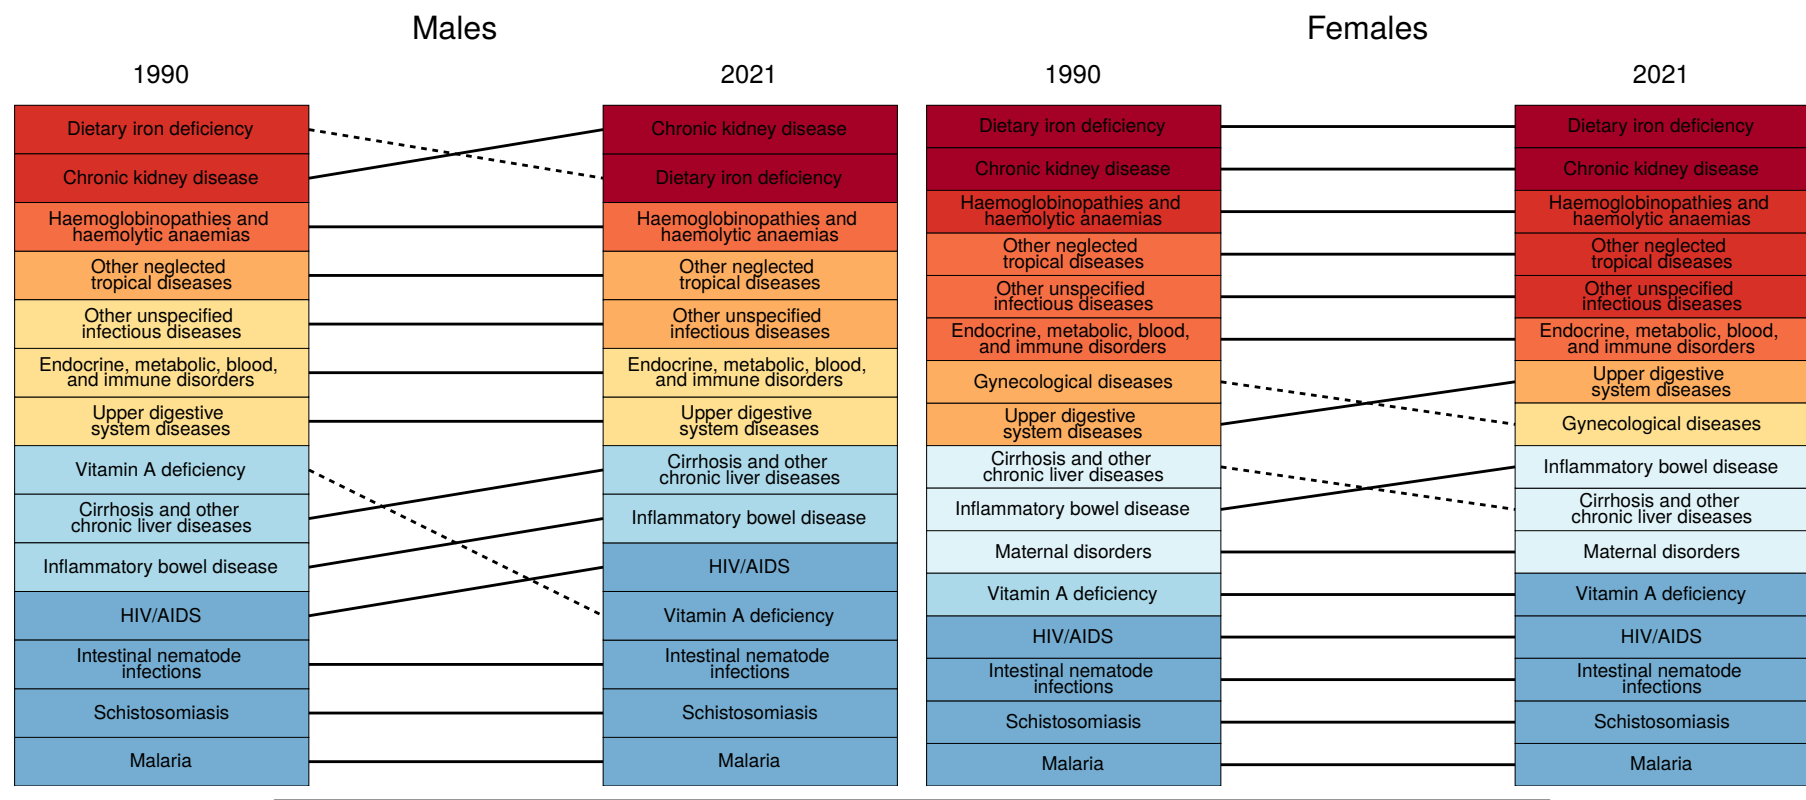 Males
1990
2021
Dietary iron deficiency
Chronic kidney disease
Haemoglobinopathies and
haemolytic anaemias
Other neglected
tropical diseases
Other unspecified
infectious diseases
Endocrine, metabolic, blood,
and immune disorders
Upper digestive
system diseases
Vitamin A deficiency
Cirrhosis and other
chronic liver diseases
Inflammatory bowel disease
HIV/AIDS
Intestinal nematode
infections
Schistosomiasis
Malaria
Chronic kidney disease
Dietary iron deficiency
Haemoglobinopathies and
haemolytic anaemias
Other neglected
tropical diseases
Other unspecified
infectious diseases
Endocrine, metabolic, blood,
and immune disorders
Upper digestive
system diseases
Cirrhosis and other
chronic liver diseases
Inflammatory bowel disease
HIV/AIDS
Vitamin A deficiency
Intestinal nematode
infections
Schistosomiasis
Malaria
Females
1990
2021
Dietary iron deficiency
Chronic kidney disease
Haemoglobinopathies and
haemolytic anaemias
Other neglected
tropical diseases
Other unspecified
infectious diseases
Endocrine, metabolic, blood,
and immune disorders
Gynecological diseases
Upper digestive
system diseases
Cirrhosis and other
chronic liver diseases
Inflammatory bowel disease
Maternal disorders
Vitamin A deficiency
HIV/AIDS
Intestinal nematode
infections
Schistosomiasis
Malaria
Dietary iron deficiency
Chronic kidney disease
Haemoglobinopathies and
haemolytic anaemias
Other neglected
tropical diseases
Other unspecified
infectious diseases
Endocrine, metabolic, blood,
and immune disorders
Upper digestive
system diseases
Gynecological diseases
Inflammatory bowel disease
Cirrhosis and other
chronic liver diseases
Maternal disorders
Vitamin A deficiency
HIV/AIDS
Intestinal nematode
infections
Schistosomiasis
Malaria